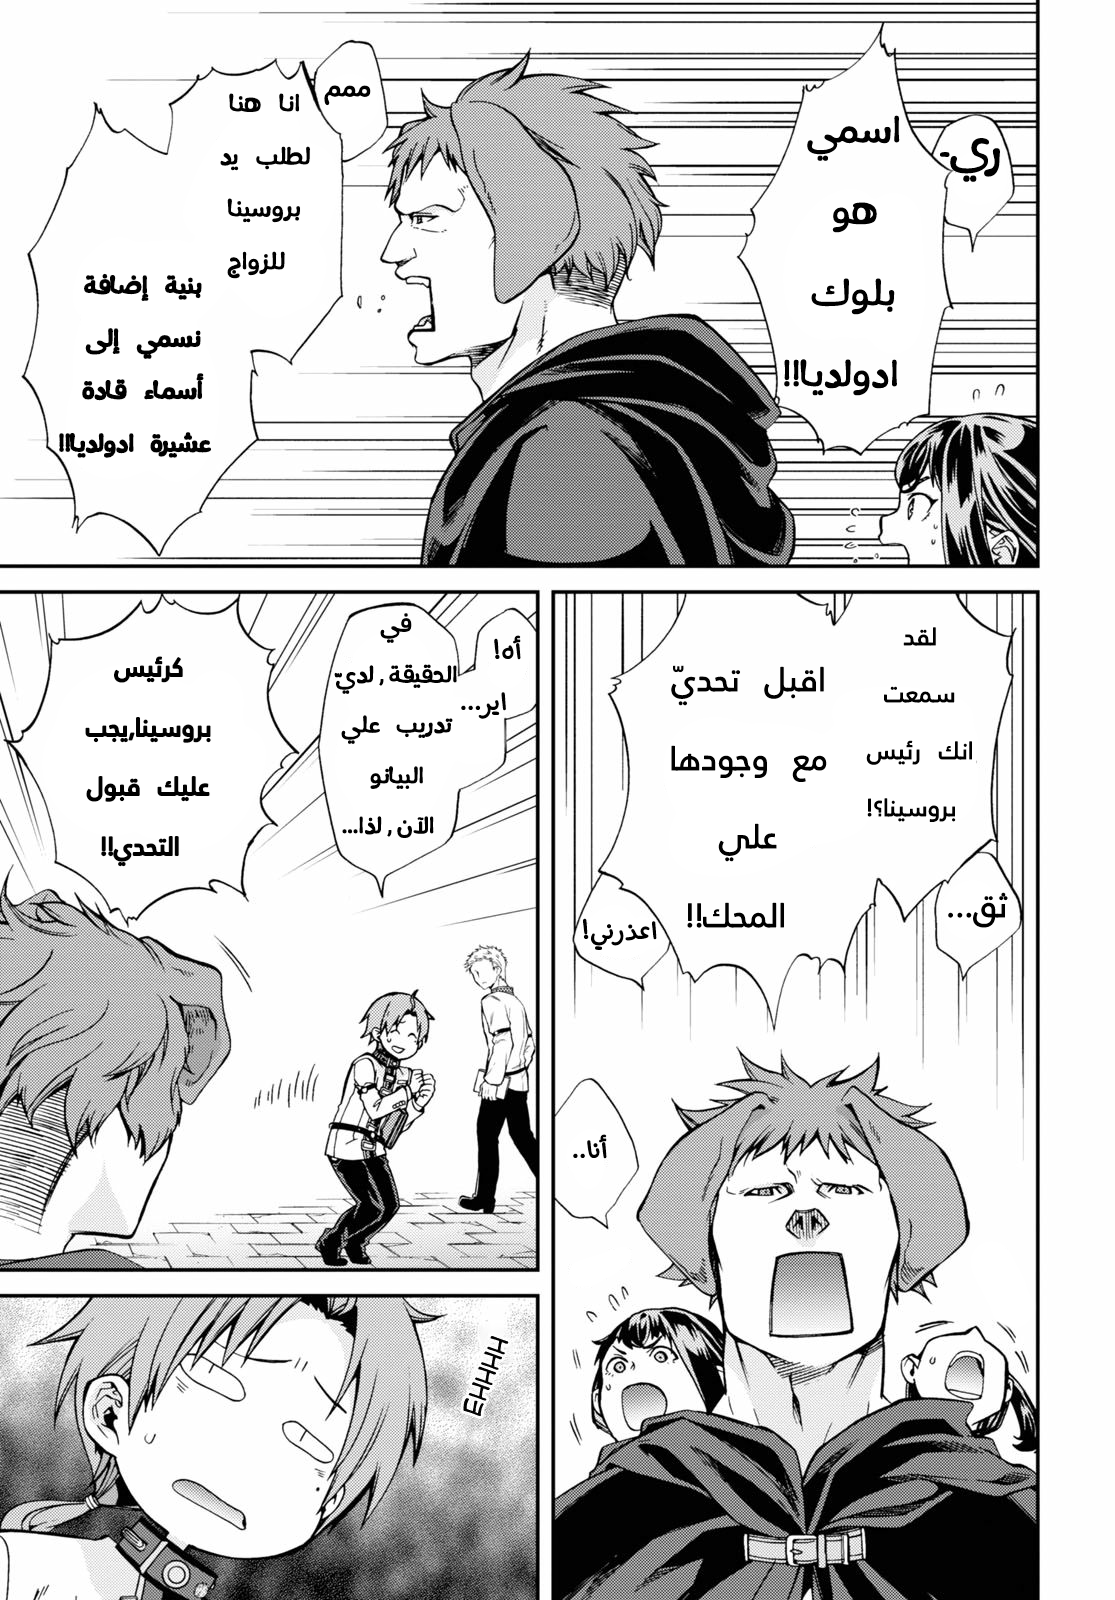 ري-
اسمي
هو
بلوك
ادولديا!!
ممم
انا هنا
لطلب يد
بروسينا
للزواج
بنية إضافة
نسمي إلى
أسماء قادة
عشيرة ادولديا!!
لقد
سمعت
انك رئيس
بروسينا؟!
اقبل تحديّ
مع وجودها
علي
المحك!!
ثق...
اعذرني!
أنا..
أه!
اير...
في
الحقيقة , لديّ
تدريب علي
البيانو
الآن , لذا...
كرئيس
بروسينا,يجب
عليك قبول
التحدي!!
EHHHH